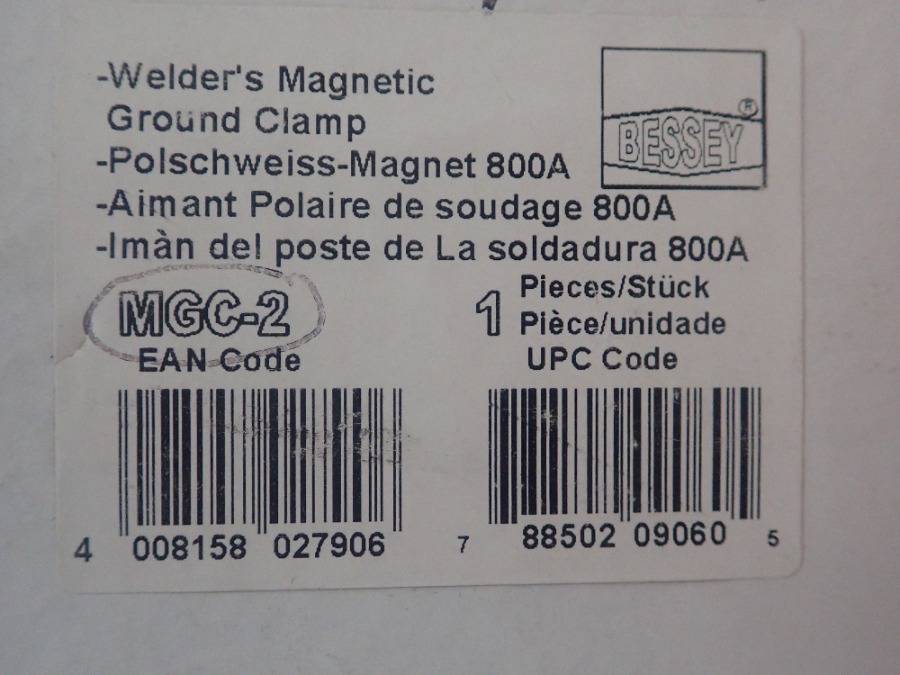 -Welder's Magnetic
Ground Clamp
-Polschweiss-Magnet 800A
-Aimant Polaire de soudage 800A
-Imàn del poste de La soldadura 800A
BESSEY®
MGC-2
1 Pieces/Stück
Pièce/unidade
EAN Code
UPC Code
4 008158 027906
7 88502 09060 5